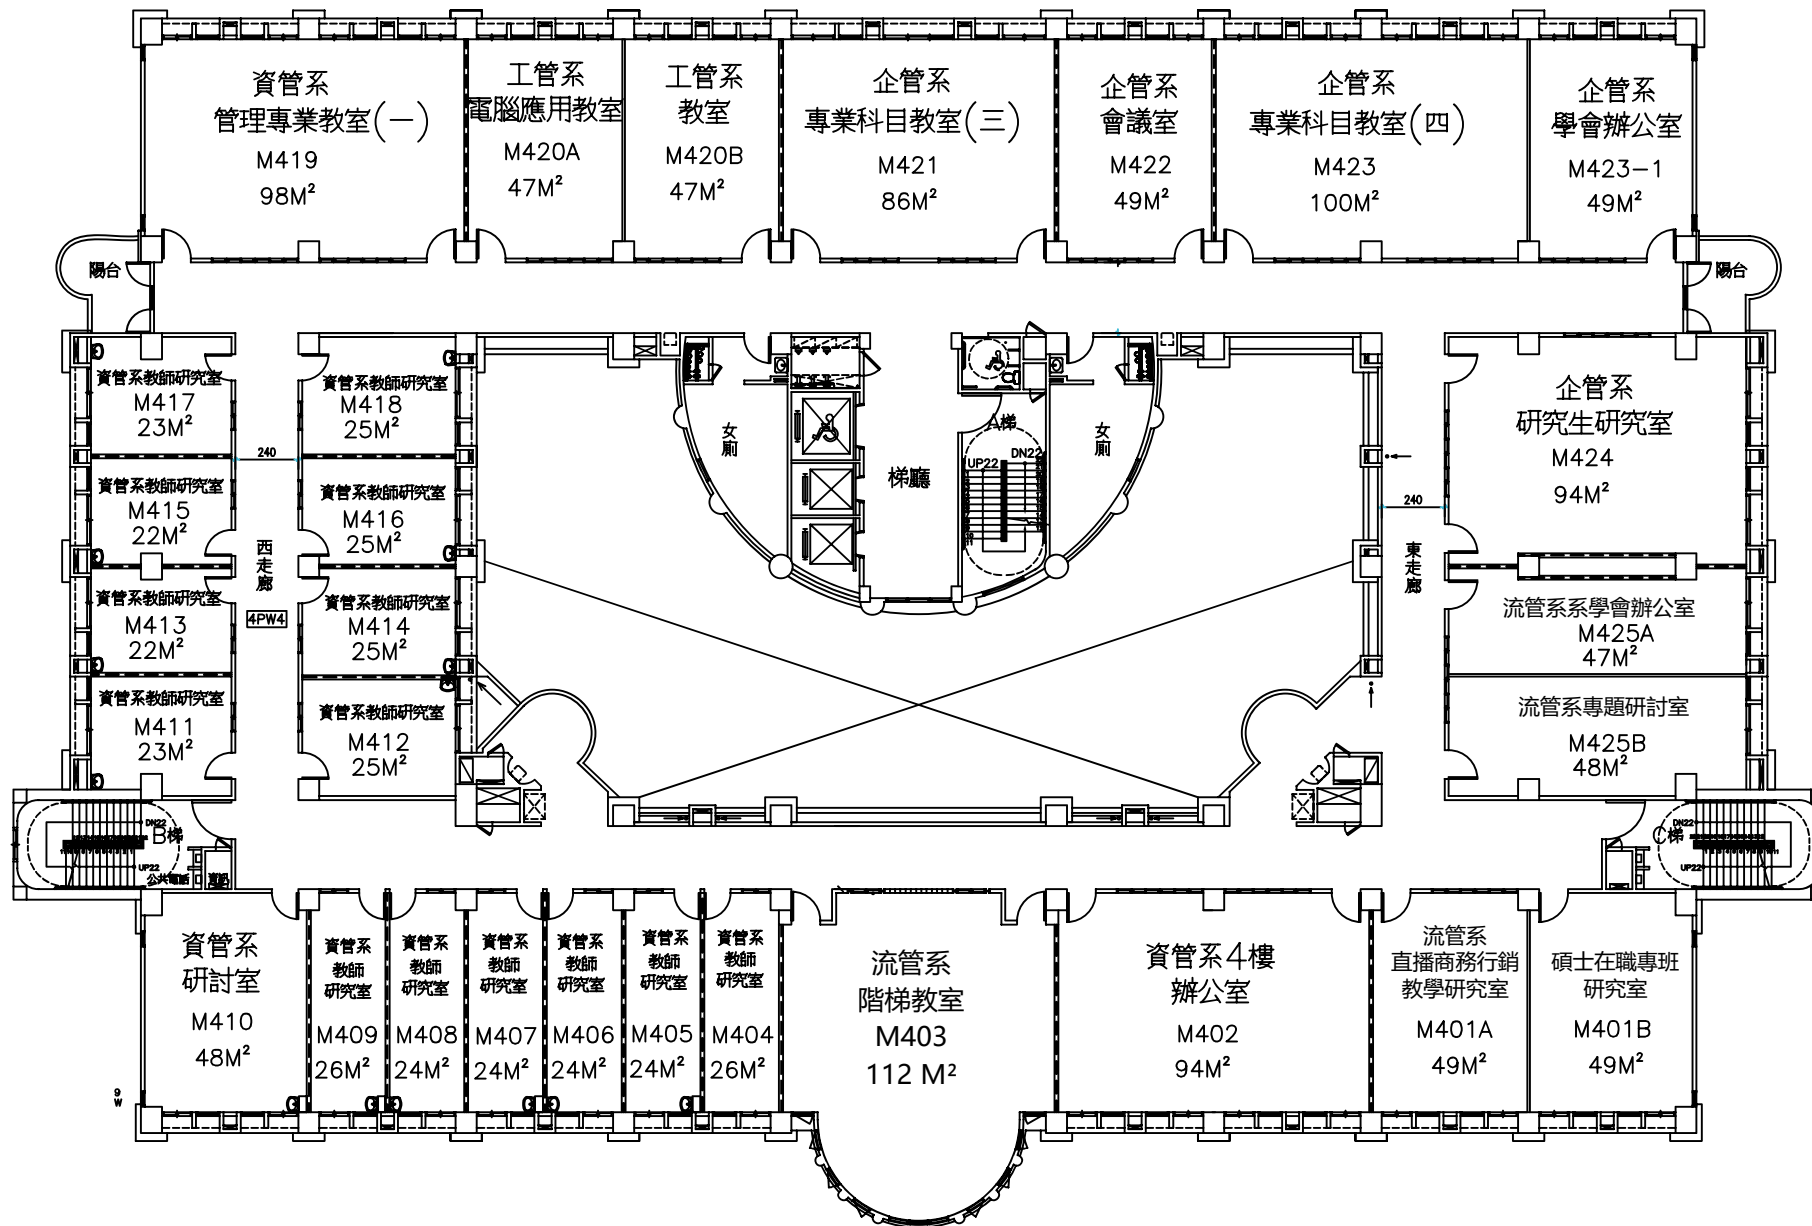 資管系
管理專業教室(一)
M419
98M²
工管系
電腦應用教室
M420A
47M²
工管系
教室
M420B
47M²
企管系
專業科目教室(三)
M421
86M²
企管系
會議室
M422
49M²
企管系
專業科目教室(四)
M423
100M²
企管系
學會辦公室
M423-1
49M²
陽台
陽台
資管系教師研究室
M417
23M²
資管系教師研究室
M418
25M²
240
資管系教師研究室
M415
22M²
資管系教師研究室
M416
25M²
西走廊
4PW4
資管系教師研究室
M413
22M²
資管系教師研究室
M414
25M²
資管系教師研究室
M411
23M²
資管系教師研究室
M412
25M²
女廁
梯廳
A梯
UP22
DN22
女廁
240
東走廊
企管系
研究生研究室
M424
94M²
流管系系學會辦公室
M425A
47M²
流管系專題研討室
M425B
48M²
DN22
B梯
UP22
公共電話
DN22
C梯
UP22
資管系
研討室
M410
48M²
資管系
教師
研究室
M409
26M²
資管系
教師
研究室
M408
24M²
資管系
教師
研究室
M407
24M²
資管系
教師
研究室
M406
24M²
資管系
教師
研究室
M405
24M²
資管系
教師
研究室
M404
26M²
流管系
階梯教室
M403
112 M²
資管系4樓
辦公室
M402
94M²
流管系
直播商務行銷
教學研究室
M401A
49M²
碩士在職專班
研究室
M401B
49M²
9
W